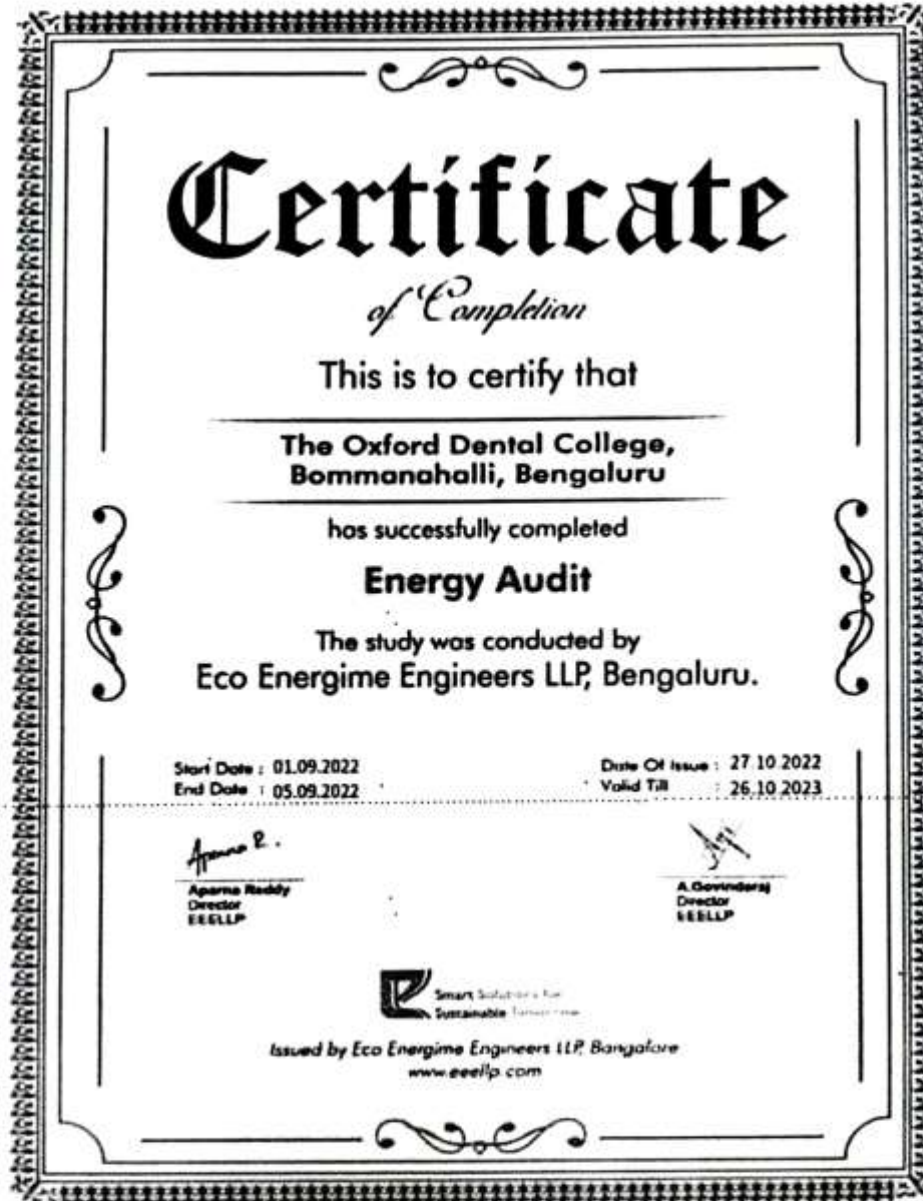 Certificate
of Completion
This is to certify that
The Oxford Dental College,
Bommanahalli, Bengaluru
has successfully completed
Energy Audit
The study was conducted by
Eco Energime Engineers LLP, Bengaluru.
Start Date : 01.09.2022
End Date : 05.09.2022
Date Of Issue : 27.10.2022
Valid Till : 26.10.2023
Aparna R.
Aparna Reddy
Director
EEELLP
A.Govindaraj
Director
EEELLP
Smart Solutions for
Sustainable Tomorrow
Issued by Eco Energime Engineers LLP, Bangalore
www.eeellp.com